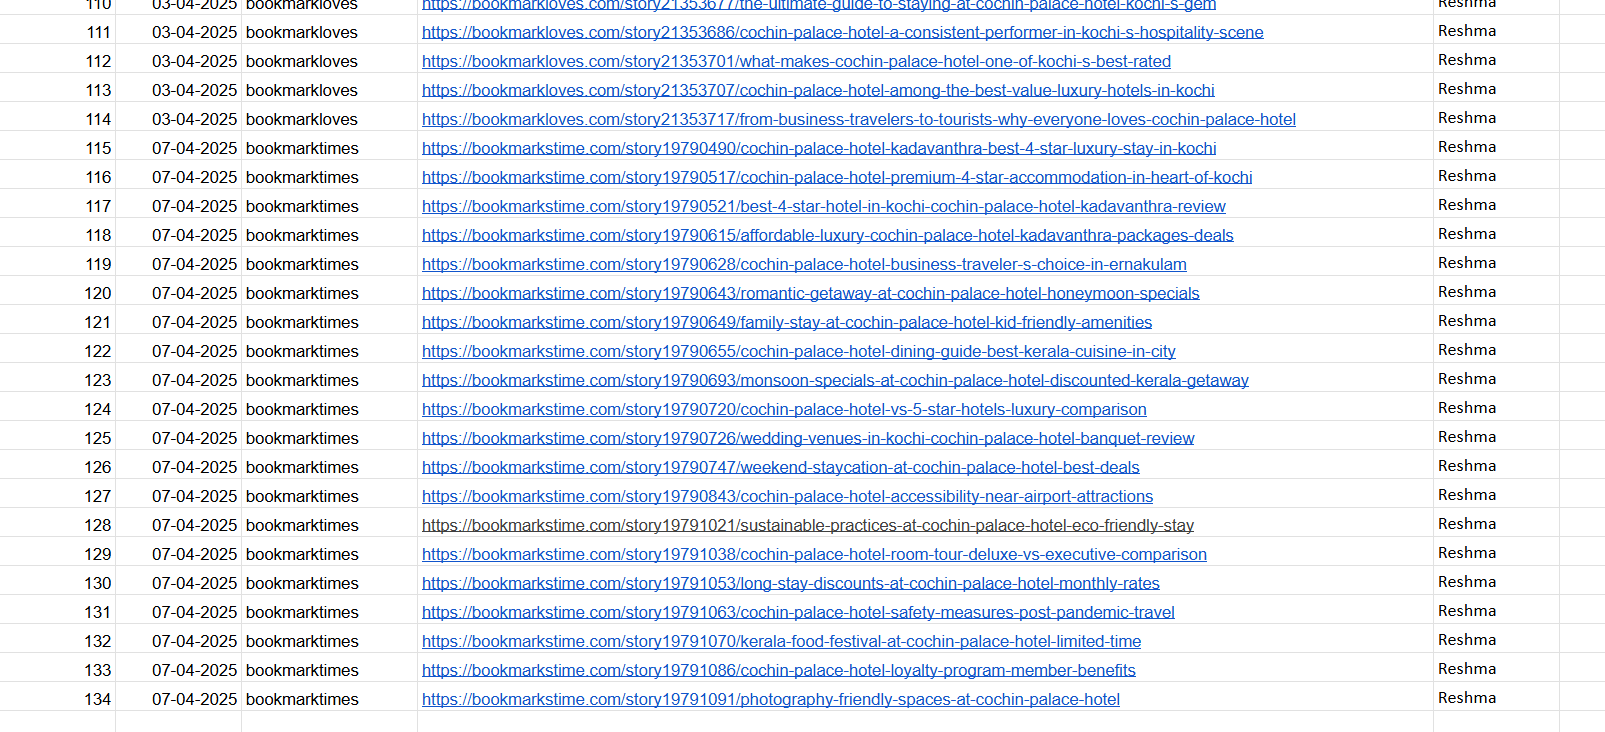 110 03-04-2025 bookmarkloves https://bookmarkloves.com/story21353677/the-ultimate-guide-to-staying-at-cochin-palace-hotel-kochi-s-gem Reshma
111 03-04-2025 bookmarkloves https://bookmarkloves.com/story21353686/cochin-palace-hotel-a-consistent-performer-in-kochi-s-hospitality-scene Reshma
112 03-04-2025 bookmarkloves https://bookmarkloves.com/story21353701/what-makes-cochin-palace-hotel-one-of-kochi-s-best-rated Reshma
113 03-04-2025 bookmarkloves https://bookmarkloves.com/story21353707/cochin-palace-hotel-among-the-best-value-luxury-hotels-in-kochi Reshma
114 03-04-2025 bookmarkloves https://bookmarkloves.com/story21353717/from-business-travelers-to-tourists-why-everyone-loves-cochin-palace-hotel Reshma
115 07-04-2025 bookmarktimes https://bookmarkstime.com/story19790490/cochin-palace-hotel-kadavanthra-best-4-star-luxury-stay-in-kochi Reshma
116 07-04-2025 bookmarktimes https://bookmarkstime.com/story19790517/cochin-palace-hotel-premium-4-star-accommodation-in-heart-of-kochi Reshma
117 07-04-2025 bookmarktimes https://bookmarkstime.com/story19790521/best-4-star-hotel-in-kochi-cochin-palace-hotel-kadavanthra-review Reshma
118 07-04-2025 bookmarktimes https://bookmarkstime.com/story19790615/affordable-luxury-cochin-palace-hotel-kadavanthra-packages-deals Reshma
119 07-04-2025 bookmarktimes https://bookmarkstime.com/story19790628/cochin-palace-hotel-business-traveler-s-choice-in-ernakulam Reshma
120 07-04-2025 bookmarktimes https://bookmarkstime.com/story19790643/romantic-getaway-at-cochin-palace-hotel-honeymoon-specials Reshma
121 07-04-2025 bookmarktimes https://bookmarkstime.com/story19790649/family-stay-at-cochin-palace-hotel-kid-friendly-amenities Reshma
122 07-04-2025 bookmarktimes https://bookmarkstime.com/story19790655/cochin-palace-hotel-dining-guide-best-kerala-cuisine-in-city Reshma
123 07-04-2025 bookmarktimes https://bookmarkstime.com/story19790693/monsoon-specials-at-cochin-palace-hotel-discounted-kerala-getaway Reshma
124 07-04-2025 bookmarktimes https://bookmarkstime.com/story19790720/cochin-palace-hotel-vs-5-star-hotels-luxury-comparison Reshma
125 07-04-2025 bookmarktimes https://bookmarkstime.com/story19790726/wedding-venues-in-kochi-cochin-palace-hotel-banquet-review Reshma
126 07-04-2025 bookmarktimes https://bookmarkstime.com/story19790747/weekend-staycation-at-cochin-palace-hotel-best-deals Reshma
127 07-04-2025 bookmarktimes https://bookmarkstime.com/story19790843/cochin-palace-hotel-accessibility-near-airport-attractions Reshma
128 07-04-2025 bookmarktimes https://bookmarkstime.com/story19791021/sustainable-practices-at-cochin-palace-hotel-eco-friendly-stay Reshma
129 07-04-2025 bookmarktimes https://bookmarkstime.com/story19791038/cochin-palace-hotel-room-tour-deluxe-vs-executive-comparison Reshma
130 07-04-2025 bookmarktimes https://bookmarkstime.com/story19791053/long-stay-discounts-at-cochin-palace-hotel-monthly-rates Reshma
131 07-04-2025 bookmarktimes https://bookmarkstime.com/story19791063/cochin-palace-hotel-safety-measures-post-pandemic-travel Reshma
132 07-04-2025 bookmarktimes https://bookmarkstime.com/story19791070/kerala-food-festival-at-cochin-palace-hotel-limited-time Reshma
133 07-04-2025 bookmarktimes https://bookmarkstime.com/story19791086/cochin-palace-hotel-loyalty-program-member-benefits Reshma
134 07-04-2025 bookmarktimes https://bookmarkstime.com/story19791091/photography-friendly-spaces-at-cochin-palace-hotel Reshma